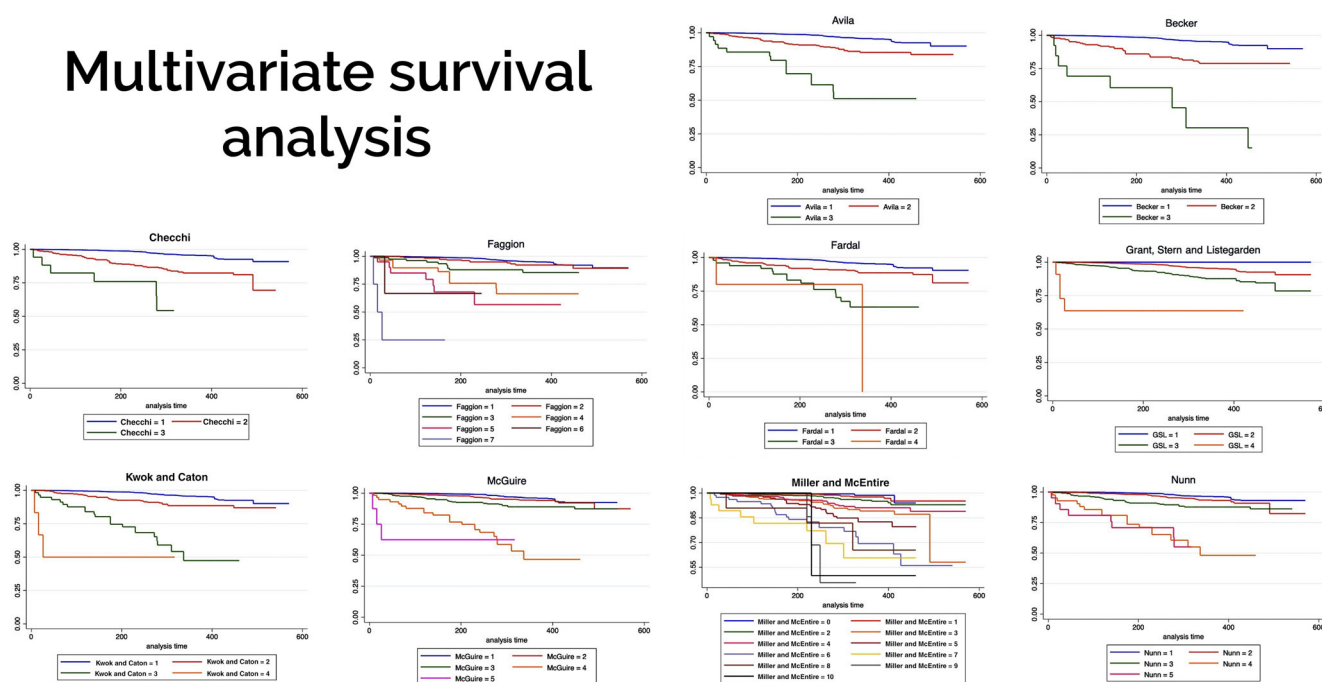 Multivariate survival
analysis
Avila
1.00
0.75
0.50
0.25
0.00
0 200 400 600
analysis time
Avila = 1 Avila = 2
Avila = 3
Becker
1.00
0.75
0.50
0.25
0.00
0 200 400 600
analysis time
Becker = 1 Becker = 2
Becker = 3
Checchi
1.00
0.75
0.50
0.25
0.00
0 200 400 600
analysis time
Checchi = 1 Checchi = 2
Checchi = 3
Faggion
1.00
0.75
0.50
0.25
0.00
0 200 400 600
analysis time
Faggion = 1 Faggion = 2
Faggion = 3 Faggion = 4
Faggion = 5 Faggion = 6
Faggion = 7
Fardal
1.00
0.75
0.50
0.25
0.00
0 200 400 600
analysis time
Fardal = 1 Fardal = 2
Fardal = 3 Fardal = 4
Grant, Stern and Listegarden
1.00
0.75
0.50
0.25
0.00
0 200 400
analysis time
GSL = 1 GSL = 2
GSL = 3 GSL = 4
Kwok and Caton
1.00
0.75
0.50
0.25
0.00
0 200 400 600
analysis time
Kwok and Caton = 1 Kwok and Caton = 2
Kwok and Caton = 3 Kwok and Caton = 4
McGuire
1.00
0.75
0.50
0.25
0.00
0 200 400 600
analysis time
McGuire = 1 McGuire = 2
McGuire = 3 McGuire = 4
McGuire = 5
Miller and McEntire
1.00
0.85
0.75
0.65
0.55
0 200 400 600
analysis time
Miller and McEntire = 0 Miller and McEntire = 1
Miller and McEntire = 2 Miller and McEntire = 3
Miller and McEntire = 4 Miller and McEntire = 5
Miller and McEntire = 6 Miller and McEntire = 7
Miller and McEntire = 8 Miller and McEntire = 9
Miller and McEntire = 10
Nunn
1.00
0.75
0.50
0.25
0.00
0 200 400 600
analysis time
Nunn = 1 Nunn = 2
Nunn = 3 Nunn = 4
Nunn = 5